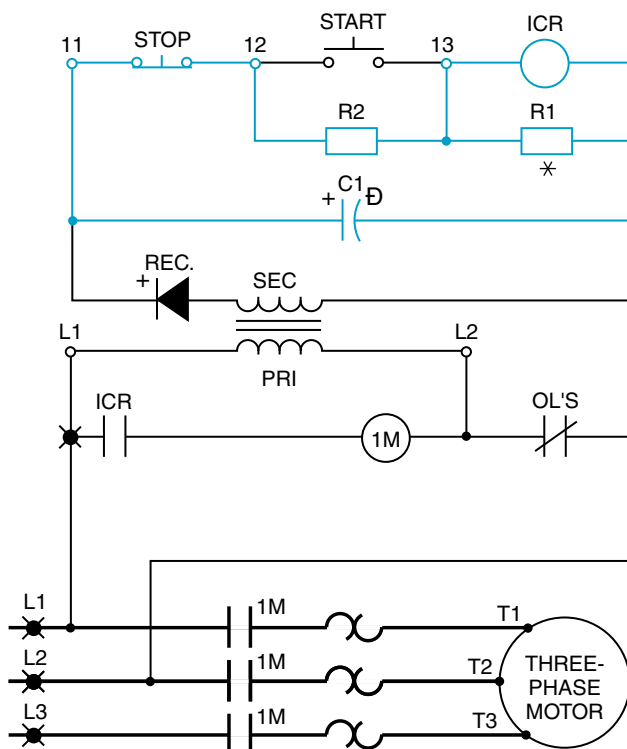 START
ICR
11 STOP 12 13
R2 R1
*
C1
+ Đ
REC. SEC
+
L1 L2
PRI
ICR OL'S
1M
L1 1M T1
L2 1M T2 THREE-
PHASE
L3 1M T3 MOTOR